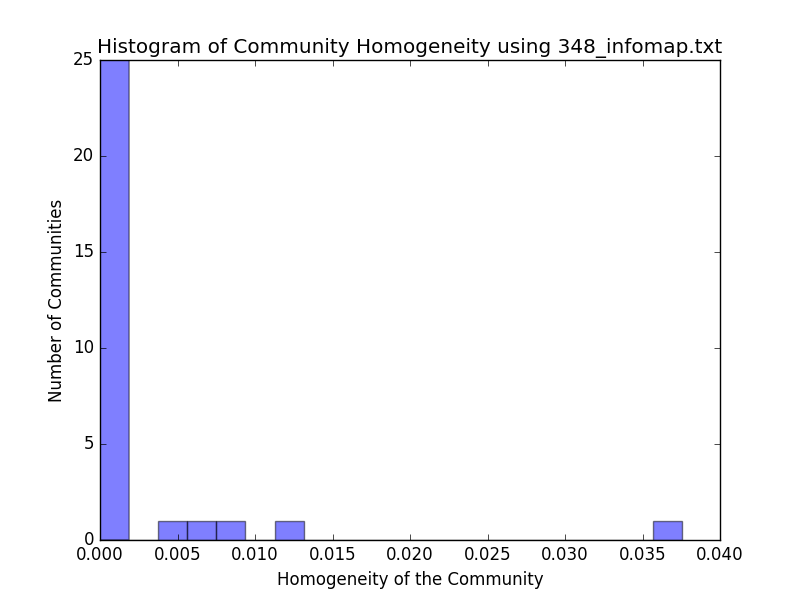 Histogram of Community Homogeneity using 348_infomap.txt
25
20
15
10
5
0
Number of Communities
0.000 0.005 0.010 0.015 0.020 0.025 0.030 0.035 0.040
Homogeneity of the Community